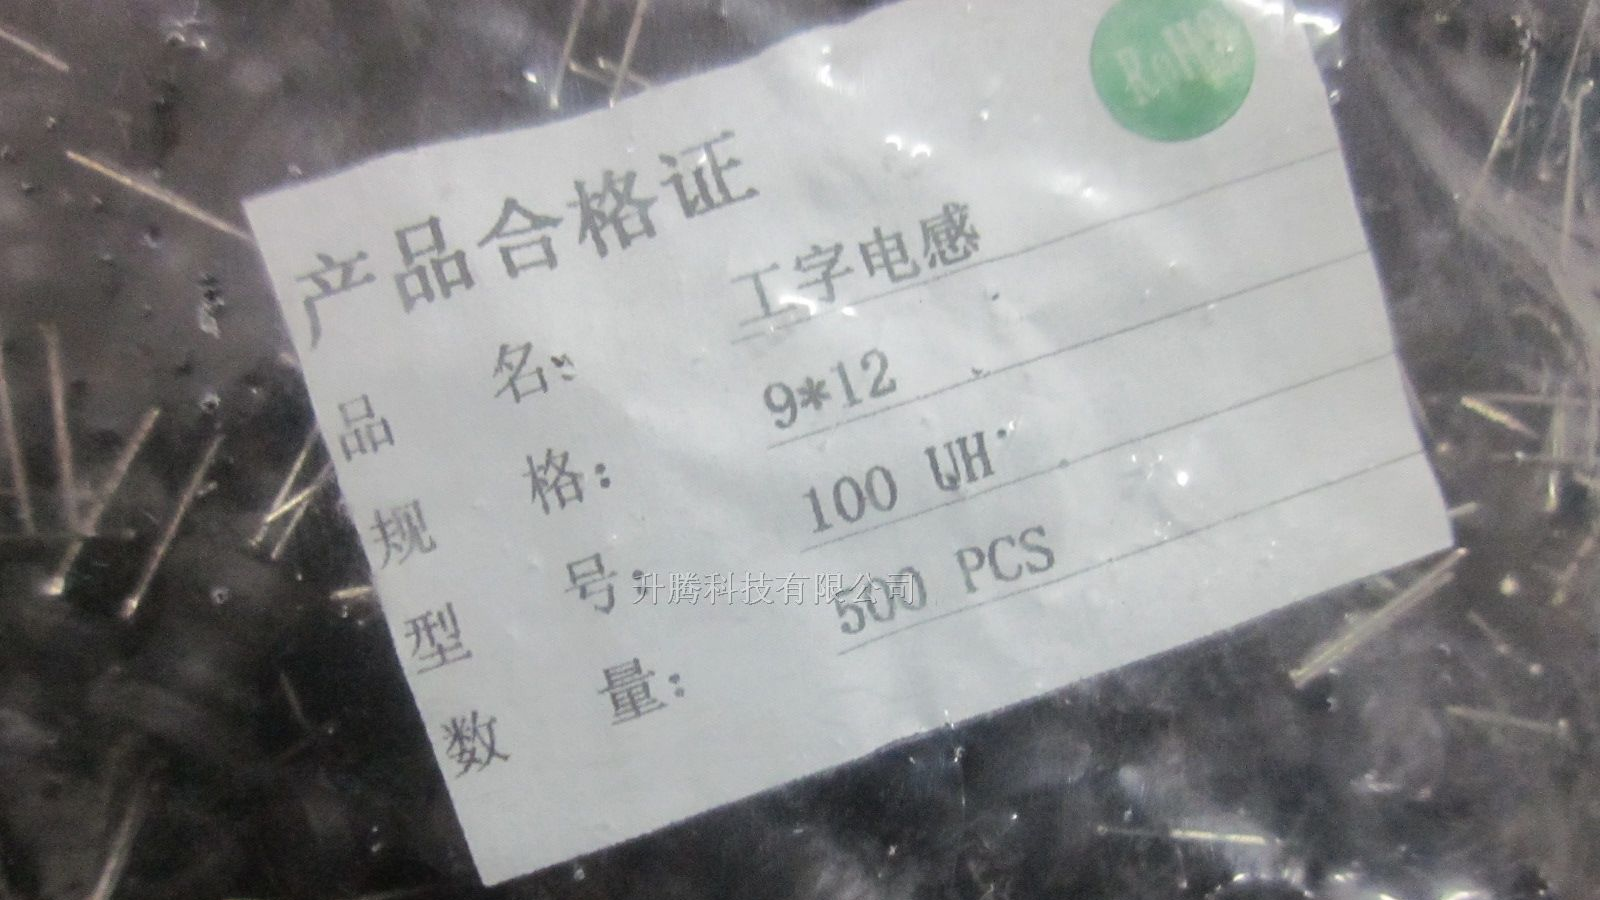 RoHS
产品合格证
品 名: 工字电感
规 格: 9*12
型 号: 100 UH
数 量: 500 PCS
升腾科技有限公司